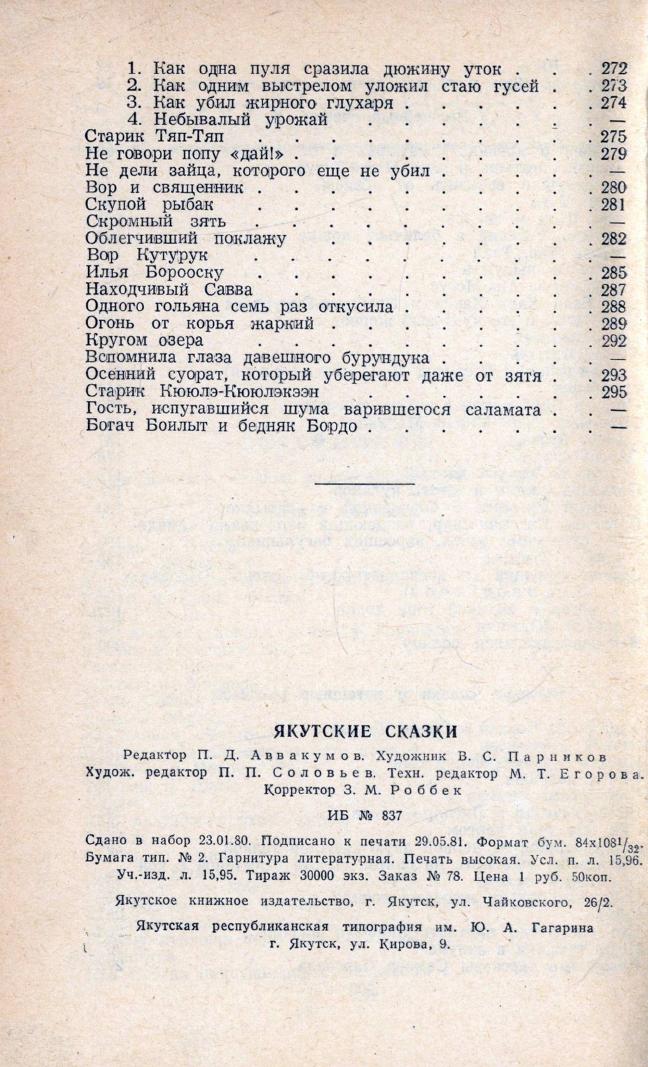 1. Как одна пуля сразила дюжину уток . . . 272
2. Как одним выстрелом уложил стаю гусей . . 273
3. Как убил жирного глухаря . . . . . . 274
4. Небывалый урожай . . . . . . —
Старик Тяп-Тяп . . . . . . . . . 275
Не говори попу «дай!» . . . . . . . . 279
Не дели зайца, которого еще не убил . . . . . —
Вор и священник . . . . . . . . . 280
Скупой рыбак . . . . . . . . . 281
Скромный зять . . . . . . . . . —
Облегчивший поклажу . . . . . . . . 282
Вор Кутурук . . . . . . . . . —
Илья Борооску . . . . . . . . . 285
Находчивый Савва . . . . . . . . 287
Одного гольяна семь раз откусила . . . . . . 288
Огонь от корья жаркий . . . . . . . . 289
Кругом озера . . . . . . . . . 292
Вспомнила глаза давешного бурундука . . . . . —
Осенний суорат, который уберегают даже от зятя . . 293
Старик Кююлэ-Кююлэкээн . . . . . . . 295
Гость, испугавшийся шума варившегося саламата . . —
Богач Боилыт и бедняк Бордо . . . . . . . —
ЯКУТСКИЕ СКАЗКИ
Редактор П. Д. Аввакумов. Художник В. С. Парников
Худож. редактор П. П. Соловьев. Техн. редактор М. Т. Егорова.
Корректор З. М. Роббек
ИБ № 837
Сдано в набор 23.01.80. Подписано к печати 29.05.81. Формат бум. 84х108¹/₃₂.
Бумага тип. № 2. Гарнитура литературная. Печать высокая. Усл. п. л. 15,96.
Уч.-изд. л. 15,95. Тираж 30000 экз. Заказ № 78. Цена 1 руб. 50коп.
Якутское книжное издательство, г. Якутск, ул. Чайковского, 26/2.
Якутская республиканская типография им. Ю. А. Гагарина
г. Якутск, ул. Кирова, 9.